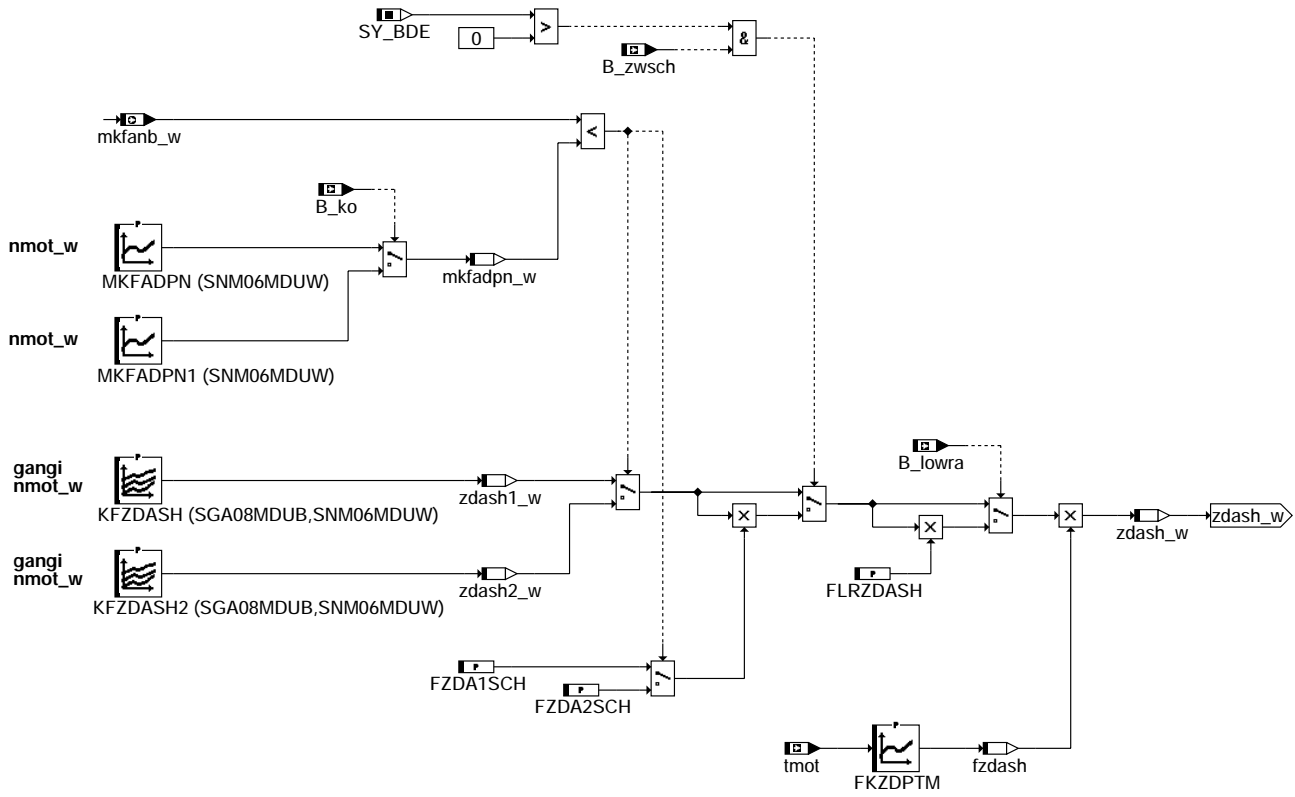 SY_BDE
0
>
&
B_zwsch
mkfanb_w
<
B_ko
P
nmot_w
MKFADPN (SNM06MDUW)
mkfadpn_w
P
nmot_w
MKFADPN1 (SNM06MDUW)
P
gangi
nmot_w
KFZDASH (SGA08MDUB,SNM06MDUW)
zdash1_w
B_lowra
zdash_w
zdash_w
P
gangi
nmot_w
KFZDASH2 (SGA08MDUB,SNM06MDUW)
zdash2_w
P
FLRZDASH
P
FZDA1SCH
P
FZDA2SCH
tmot
P
FKZDPTM
fzdash